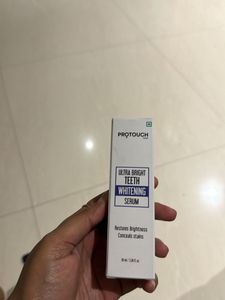 PROTOUCH
ULTRA BRIGHT
TEETH
WHITENING
SERUM
Restores Brightness
Conceals stains